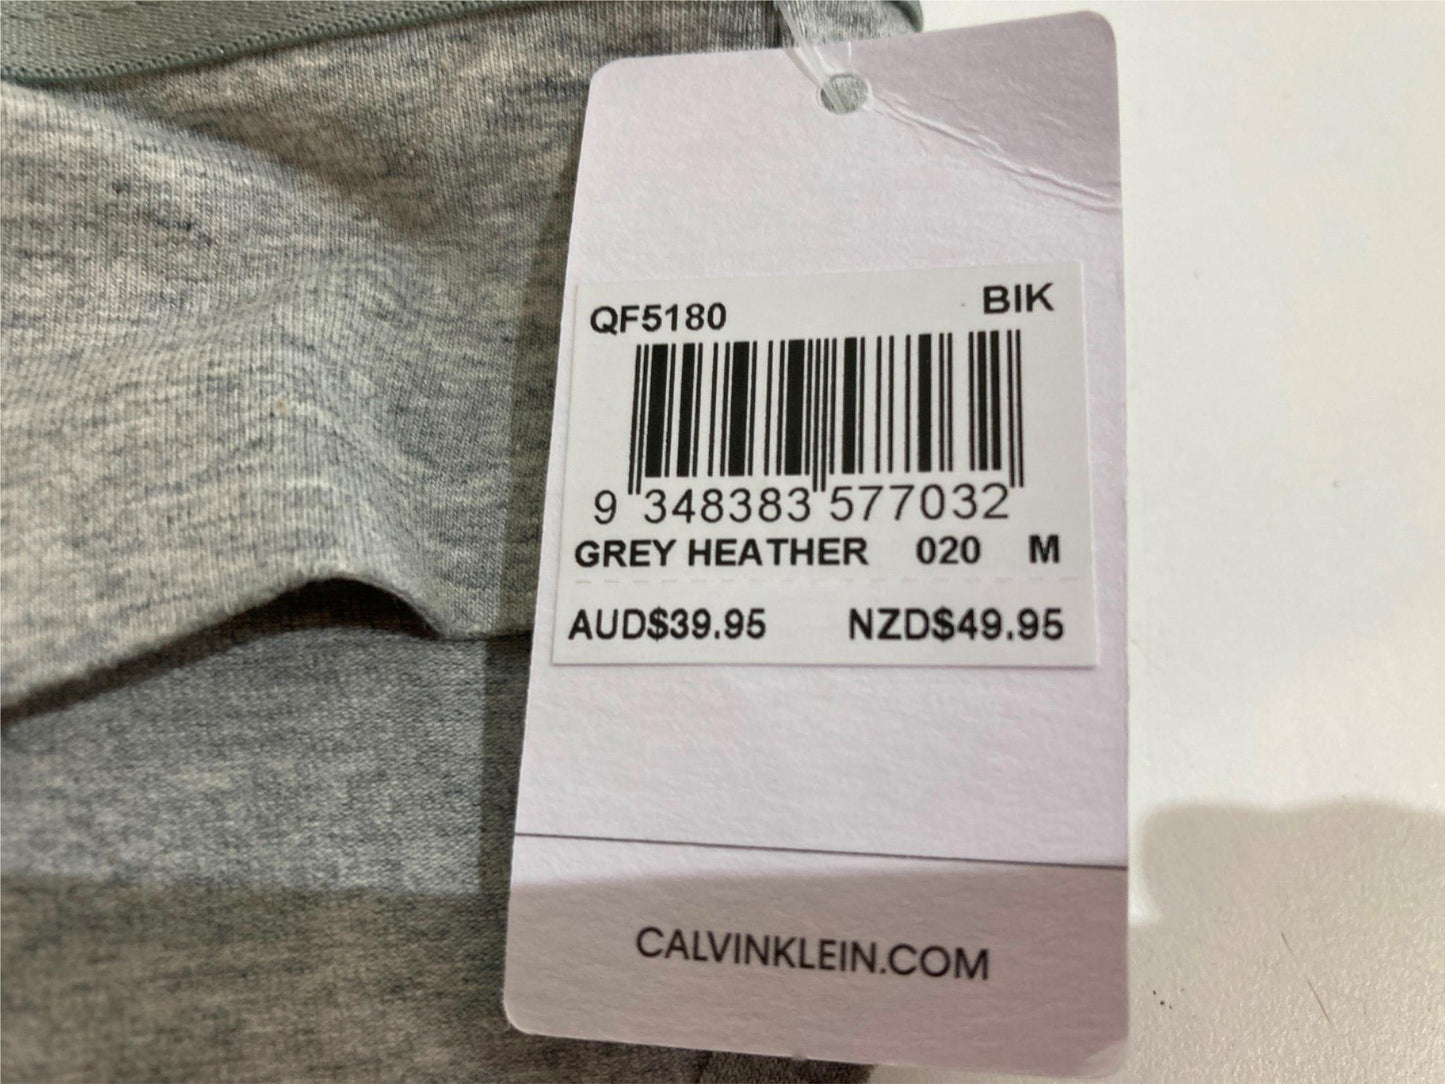 QF5180 BIK
9 348383 577032
GREY HEATHER 020 M
AUD$39.95 NZD$49.95
CALVINKLEIN.COM